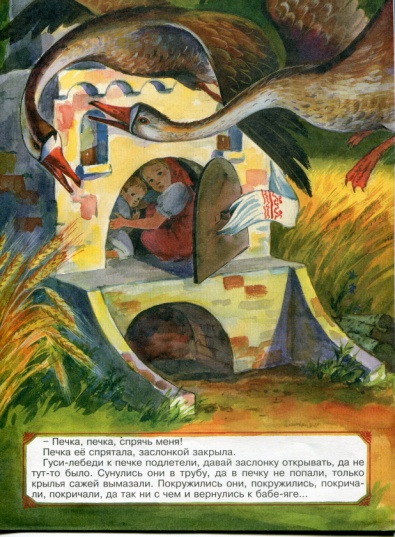 – Печка, печка, спрячь меня!
Печка её спрятала, заслонкой закрыла.
Гуси-лебеди к печке подлетели, давай заслонку открывать, да не
тут-то было. Сунулись они в трубу, да в печку не попали, только
крылья сажей вымазали. Покружились они, покружились, покрича-
ли, покричали, да так ни с чем и вернулись к бабе-яге...